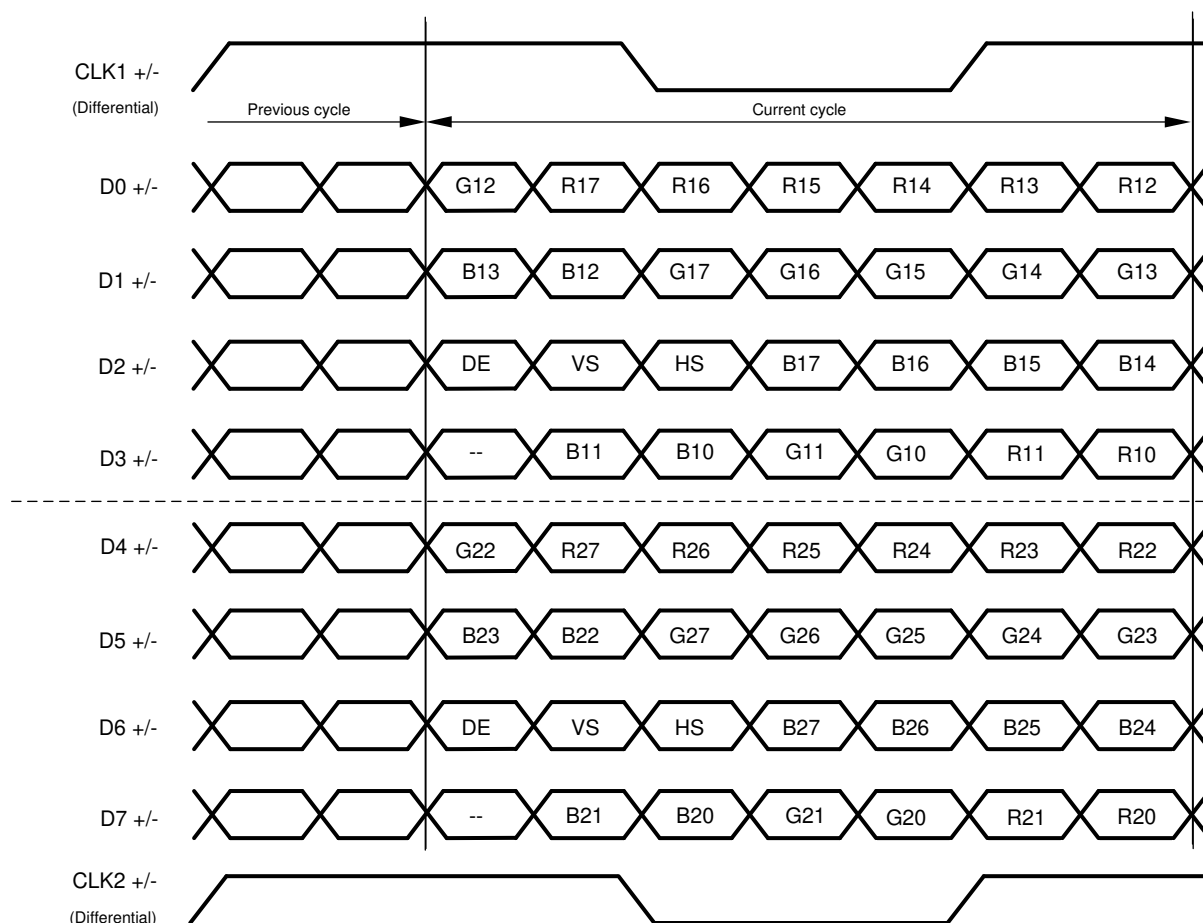 CLK1 +/-
(Differential)
Previous cycle Current cycle
D0 +/- G12 R17 R16 R15 R14 R13 R12
D1 +/- B13 B12 G17 G16 G15 G14 G13
D2 +/- DE VS HS B17 B16 B15 B14
D3 +/- -- B11 B10 G11 G10 R11 R10
D4 +/- G22 R27 R26 R25 R24 R23 R22
D5 +/- B23 B22 G27 G26 G25 G24 G23
D6 +/- DE VS HS B27 B26 B25 B24
D7 +/- -- B21 B20 G21 G20 R21 R20
CLK2 +/-
(Differential)